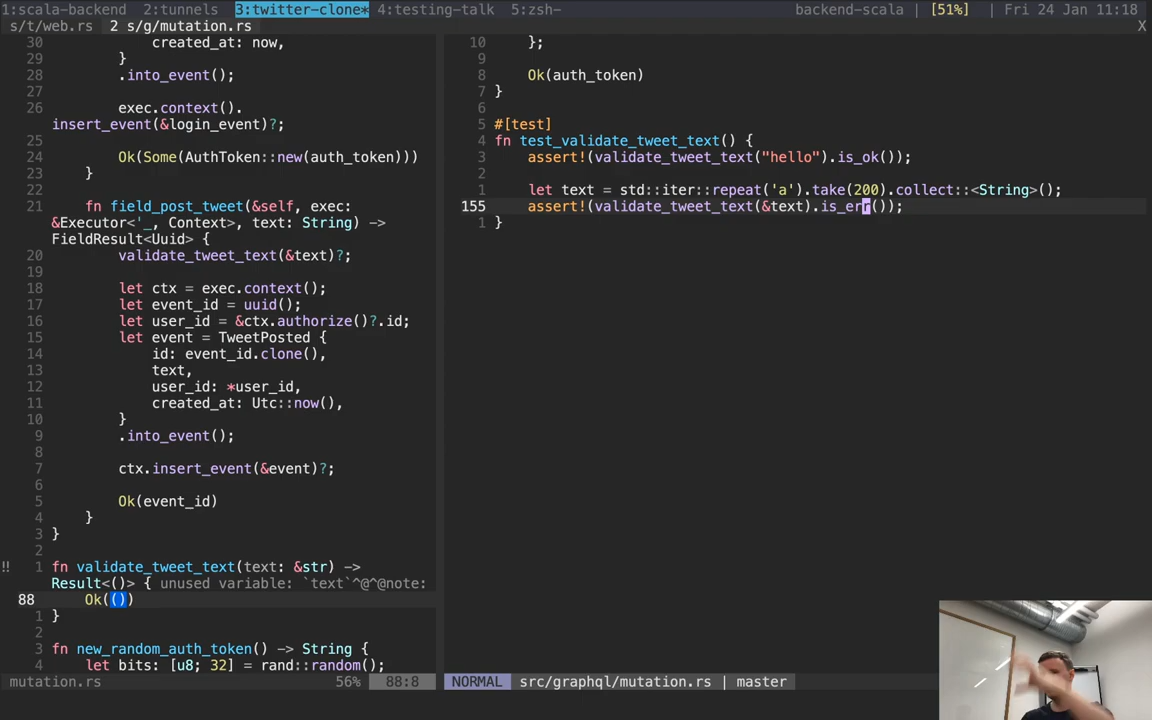 1:scala-backend 2:tunnels 3:twitter-clone* 4:testing-talk 5:zsh- backend-scala | [51%] | Fri 24 Jan 11:18
s/t/web.rs 2 s/g/mutation.rs X
30 created_at: now,
29 }
28 .into_event();
27
26 exec.context().
insert_event(&login_event)?;
25
24 Ok(Some(AuthToken::new(auth_token)))
23 }
22
21 fn field_post_tweet(&self, exec:
&Executor<'_, Context>, text: String) ->
FieldResult<Uuid> {
20 validate_tweet_text(&text)?;
19
18 let ctx = exec.context();
17 let event_id = uuid();
16 let user_id = &ctx.authorize()?.id;
15 let event = TweetPosted {
14 id: event_id.clone(),
13 text,
12 user_id: *user_id,
11 created_at: Utc::now(),
10 }
9 .into_event();
8
7 ctx.insert_event(&event)?;
6
5 Ok(event_id)
4 }
3 }
2
!! 1 fn validate_tweet_text(text: &str) ->
Result<()> { unused variable: `text`^@^@note:
88 Ok(())
1 }
2
3 fn new_random_auth_token() -> String {
4 let bits: [u8; 32] = rand::random();
mutation.rs 56% 88:8
10 };
9
8 Ok(auth_token)
7 }
6
5 #[test]
4 fn test_validate_tweet_text() {
3 assert!(validate_tweet_text("hello").is_ok());
2
1 let text = std::iter::repeat('a').take(200).collect::<String>();
155 assert!(validate_tweet_text(&text).is_err());
1 }
NORMAL src/graphql/mutation.rs | master